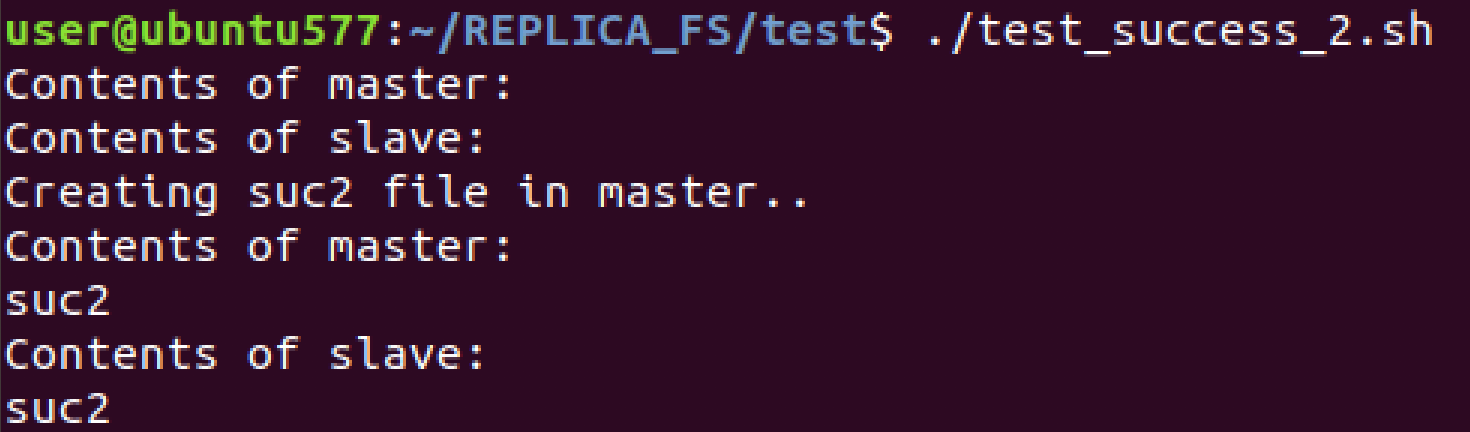 user@ubuntu577:~/REPLICA_FS/test$ ./test_success_2.sh
Contents of master:
Contents of slave:
Creating suc2 file in master..
Contents of master:
suc2
Contents of slave:
suc2